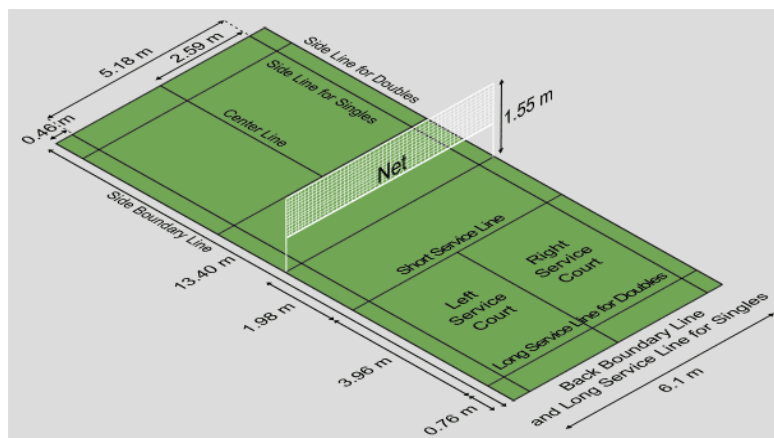 5.18 m
2.59 m
0.46 m
Side Line for Doubles
Side Line for Singles
Center Line
1.55 m
Net
Side Boundary Line
13.40 m
Short Service Line
Right
Service
Court
Left
Service
Court
1.98 m
Long Service Line for Doubles
3.96 m
Back Boundary Line
and Long Service Line for Singles
0.76 m
6.1 m